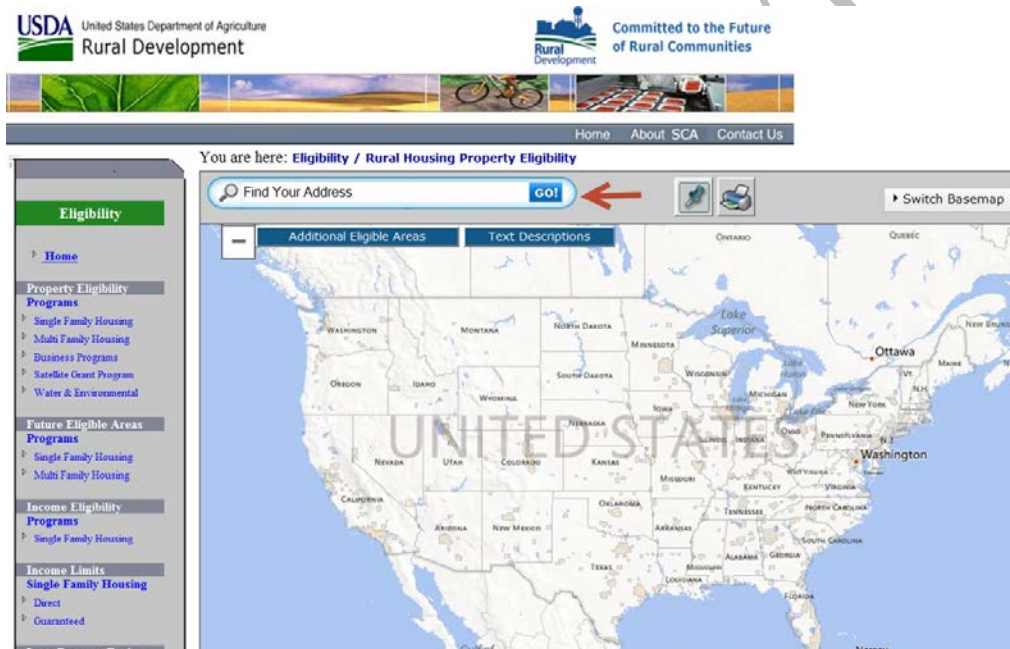 USDA United States Department of Agriculture
Rural Development
Rural
Development
Committed to the Future
of Rural Communities
Home About SCA Contact Us
You are here: Eligibility / Rural Housing Property Eligibility
Find Your Address GO!
Switch Basemap
Additional Eligible Areas Text Descriptions
Eligibility
Home
Property Eligibility
Programs
Single Family Housing
Multi Family Housing
Business Programs
Satellite Grant Program
Water & Environmental
Future Eligible Areas
Programs
Single Family Housing
Multi Family Housing
Income Eligibility
Programs
Single Family Housing
Income Limits
Single Family Housing
Direct
Guaranteed
ONTARIO
QUEBEC
WASHINGTON
MONTANA
NORTH DAKOTA
Lake
Superior
MINNESOTA
Ottawa
MAINE
OREGON
IDAHO
SOUTH DAKOTA
WISCONSIN
MICHIGAN
VT
N.H.
WYOMING
NEW YORK
IOWA
NEBRASKA
UNITED STATES
ILLINOIS
INDIANA
OHIO
PENNSYLVANIA
N.J.
Washington
NEVADA
UTAH
COLORADO
KANSAS
MISSOURI
WEST VIRGINIA
KENTUCKY
VIRGINIA
CALIFORNIA
OKLAHOMA
TENNESSEE
NORTH CAROLINA
ARIZONA
NEW MEXICO
ARKANSAS
SOUTH CAROLINA
TEXAS
MISSISSIPPI
ALABAMA
GEORGIA
LOUISIANA
FLORIDA